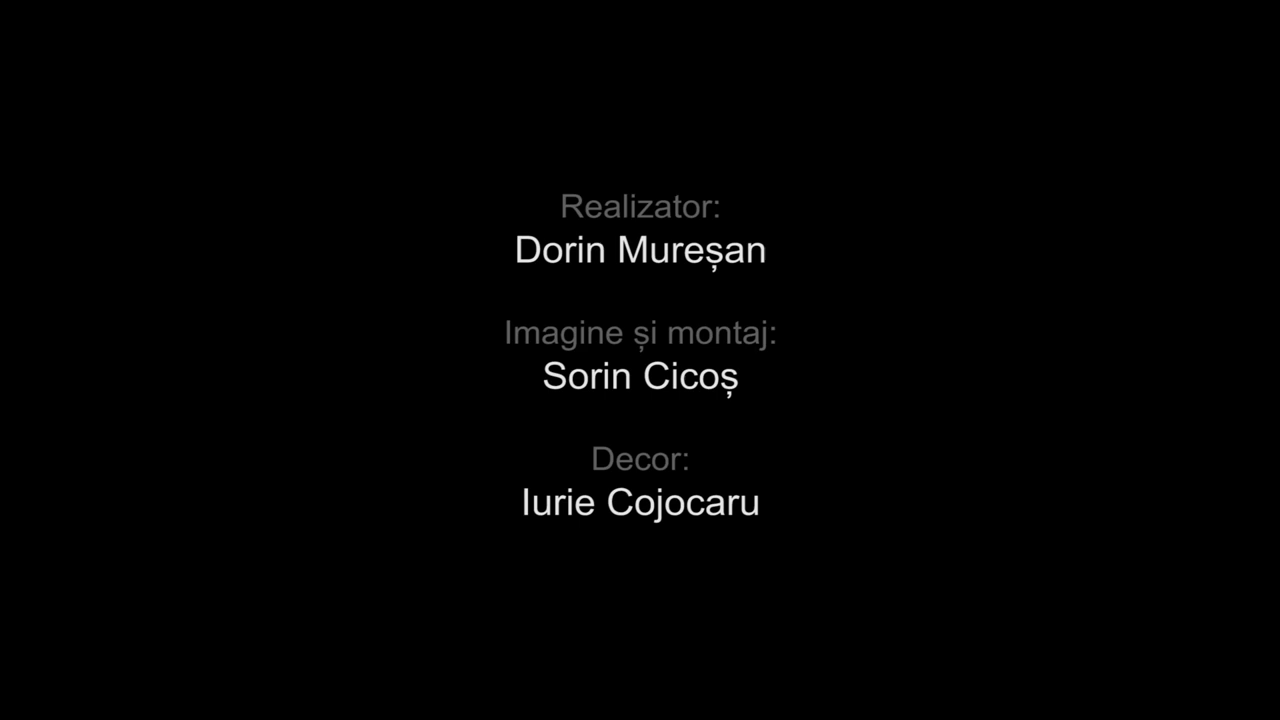 Realizator:
Dorin Mureșan
Imagine și montaj:
Sorin Cicoș
Decor:
Iurie Cojocaru